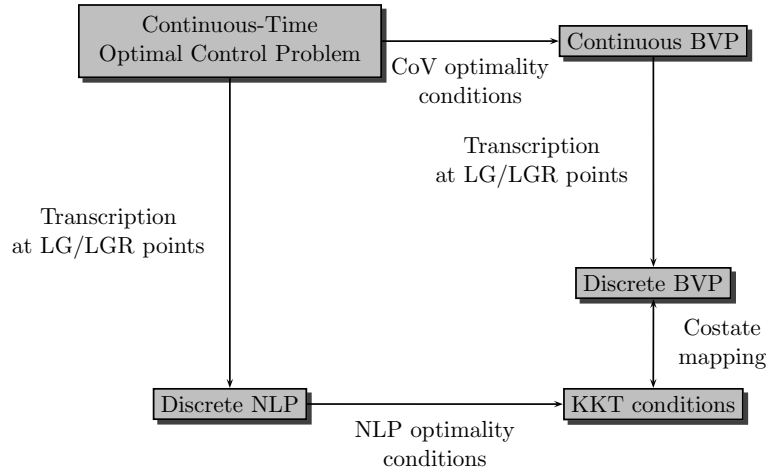 Continuous-Time
Optimal Control Problem
Continuous BVP
CoV optimality
conditions
Transcription
at LG/LGR points
Transcription
at LG/LGR points
Discrete BVP
Costate
mapping
Discrete NLP
KKT conditions
NLP optimality
conditions